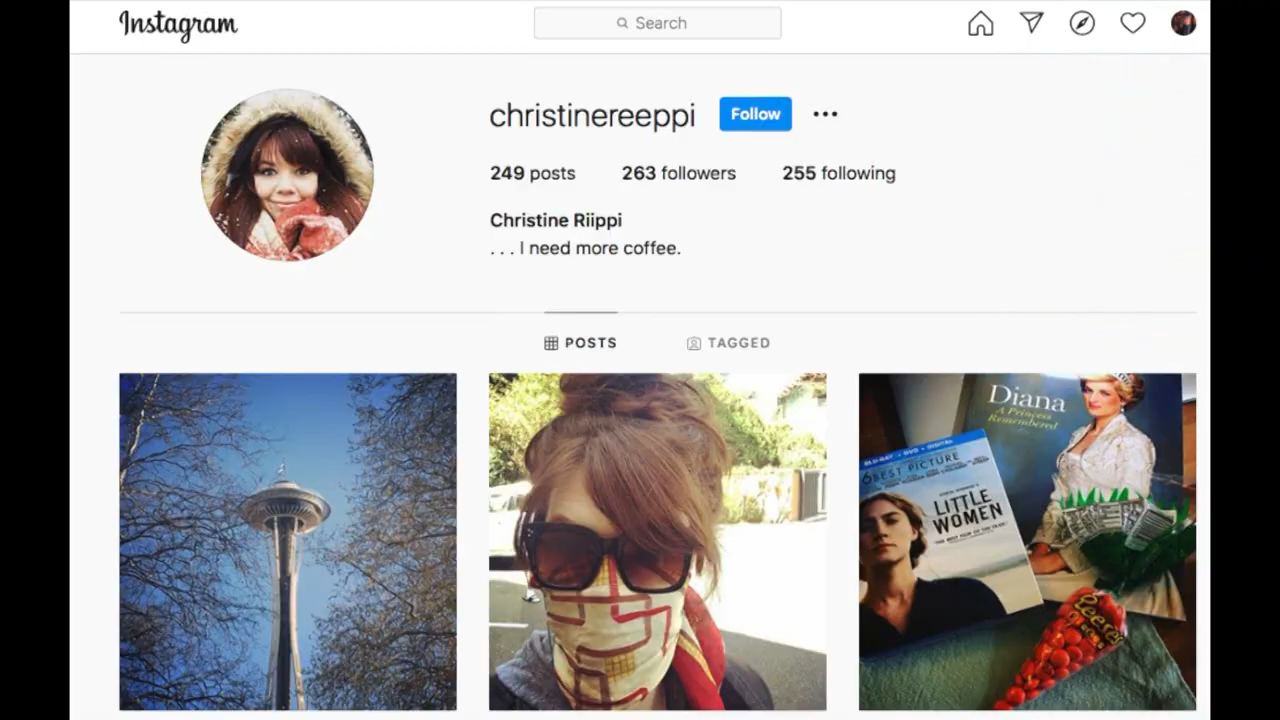 Instagram
Search
christinereeppi Follow •••
249 posts 263 followers 255 following
Christine Riippi
. . . I need more coffee.
POSTS TAGGED
Diana
A Princess
Remembered
BLU-RAY • DVD • DIGITAL
6 BEST PICTURE
LITTLE
WOMEN
Reese's